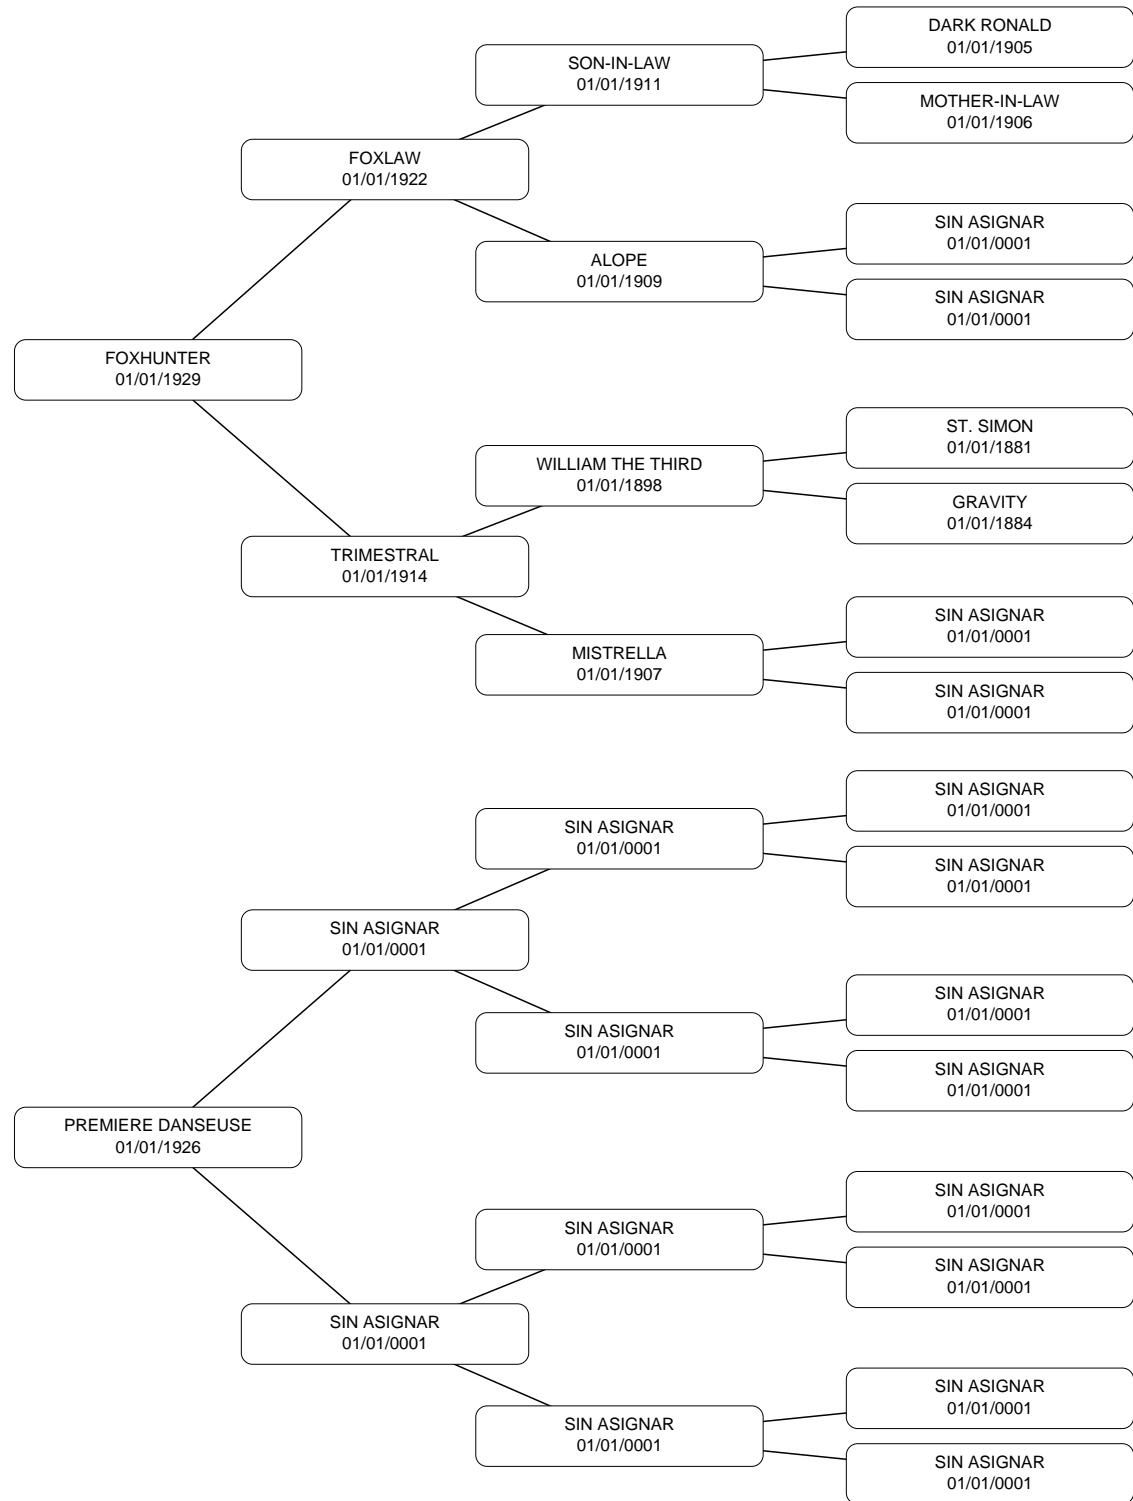 DARK RONALD
01/01/1905
SON-IN-LAW
01/01/1911
MOTHER-IN-LAW
01/01/1906
FOXLAW
01/01/1922
SIN ASIGNAR
01/01/0001
ALOPE
01/01/1909
SIN ASIGNAR
01/01/0001
FOXHUNTER
01/01/1929
ST. SIMON
01/01/1881
WILLIAM THE THIRD
01/01/1898
GRAVITY
01/01/1884
TRIMESTRAL
01/01/1914
SIN ASIGNAR
01/01/0001
MISTRELLA
01/01/1907
SIN ASIGNAR
01/01/0001
SIN ASIGNAR
01/01/0001
SIN ASIGNAR
01/01/0001
SIN ASIGNAR
01/01/0001
SIN ASIGNAR
01/01/0001
SIN ASIGNAR
01/01/0001
SIN ASIGNAR
01/01/0001
SIN ASIGNAR
01/01/0001
PREMIERE DANSEUSE
01/01/1926
SIN ASIGNAR
01/01/0001
SIN ASIGNAR
01/01/0001
SIN ASIGNAR
01/01/0001
SIN ASIGNAR
01/01/0001
SIN ASIGNAR
01/01/0001
SIN ASIGNAR
01/01/0001
SIN ASIGNAR
01/01/0001